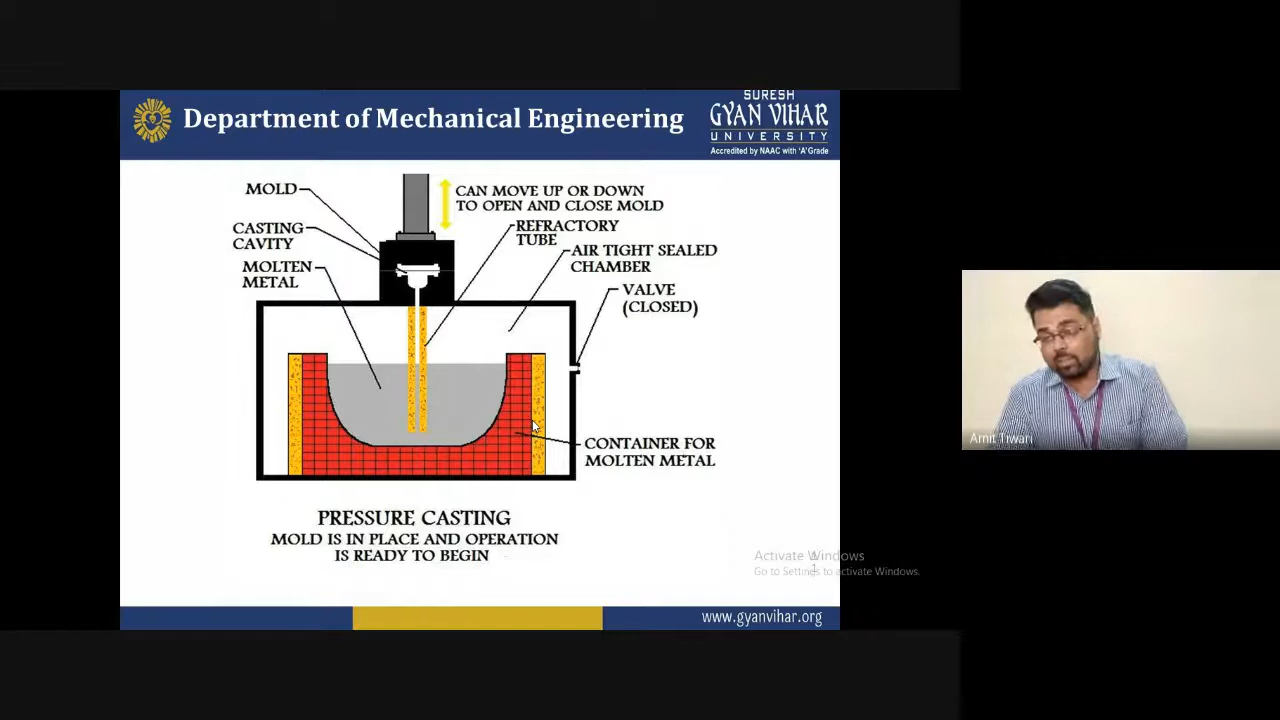 Department of Mechanical Engineering
SURESH
GYAN VIHAR
UNIVERSITY
Accredited by NAAC with 'A' Grade
MOLD
CAN MOVE UP OR DOWN
TO OPEN AND CLOSE MOLD
CASTING
CAVITY
REFRACTORY
TUBE
MOLTEN
METAL
AIR TIGHT SEALED
CHAMBER
VALVE
(CLOSED)
CONTAINER FOR
MOLTEN METAL
PRESSURE CASTING
MOLD IS IN PLACE AND OPERATION
IS READY TO BEGIN
Amit Tiwari
Activate Windows
Go to Settings to activate Windows.
www.gyanvihar.org